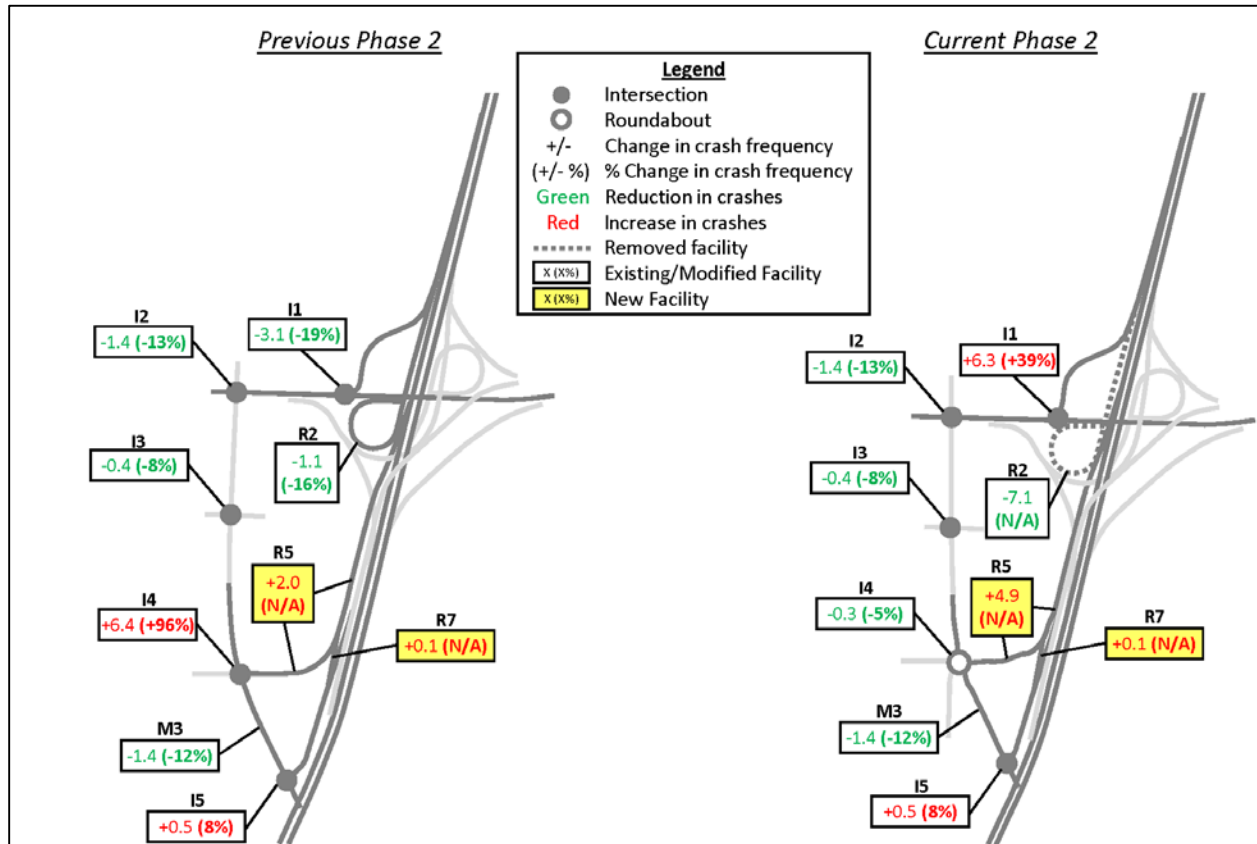 Previous Phase 2
Current Phase 2
Legend
Intersection
Roundabout
+/- Change in crash frequency
(+/- %) % Change in crash frequency
Green Reduction in crashes
Red Increase in crashes
Removed facility
X (X%) Existing/Modified Facility
X (X%) New Facility
I2
-1.4 (-13%)
I1
-3.1 (-19%)
I3
-0.4 (-8%)
R2
-1.1
(-16%)
R5
+2.0
(N/A)
I4
+6.4 (+96%)
R7
+0.1 (N/A)
M3
-1.4 (-12%)
I5
+0.5 (8%)
I2
-1.4 (-13%)
I1
+6.3 (+39%)
I3
-0.4 (-8%)
R2
-7.1
(N/A)
R5
+4.9
(N/A)
I4
-0.3 (-5%)
R7
+0.1 (N/A)
M3
-1.4 (-12%)
I5
+0.5 (8%)